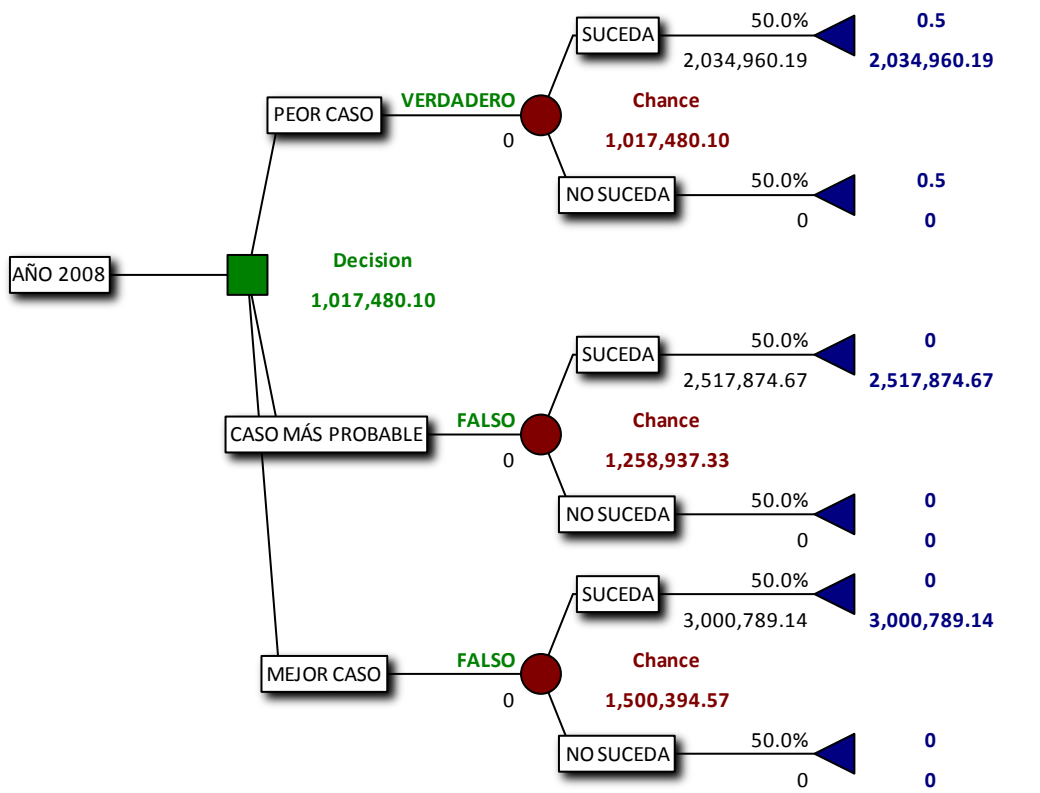 AÑO 2008
Decision
1,017,480.10
PEOR CASO
VERDADERO
0
Chance
1,017,480.10
SUCEDA
50.0%
2,034,960.19
0.5
2,034,960.19
NO SUCEDA
50.0%
0
0.5
0
CASO MÁS PROBABLE
FALSO
0
Chance
1,258,937.33
SUCEDA
50.0%
2,517,874.67
0
2,517,874.67
NO SUCEDA
50.0%
0
0
0
MEJOR CASO
FALSO
0
Chance
1,500,394.57
SUCEDA
50.0%
3,000,789.14
0
3,000,789.14
NO SUCEDA
50.0%
0
0
0